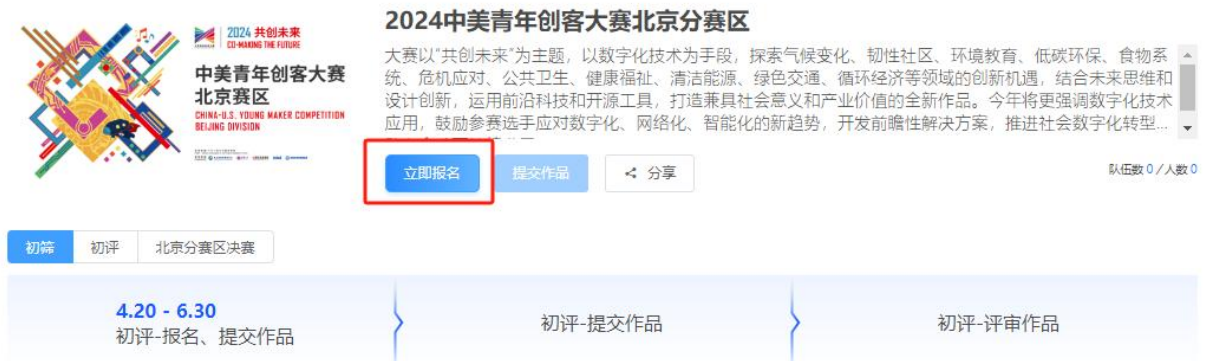 2024 共创未来
CO-MAKING THE FUTURE
中美青年创客大赛
北京赛区
CHINA-U.S. YOUNG MAKER COMPETITION
BEIJING DIVISION
2024中美青年创客大赛北京分赛区
大赛以“共创未来”为主题，以数字化技术为手段，探索气候变化、韧性社区、环境教育、低碳环保、食物系
统、危机应对、公共卫生、健康福祉、清洁能源、绿色交通、循环经济等领域的创新机遇，结合未来思维和
设计创新，运用前沿科技和开源工具，打造兼具社会意义和产业价值的全新作品。今年将更强调数字化技术
应用，鼓励参赛选手应对数字化、网络化、智能化的新趋势，开发前瞻性解决方案，推进社会数字化转型...
立即报名
提交作品
分享
队伍数 0 / 人数 0
初筛
初评
北京分赛区决赛
4.20 - 6.30
初评-报名、提交作品
初评-提交作品
初评-评审作品